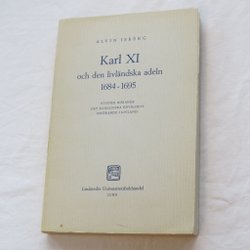 ALVIN ISBERG
Karl XI
och den livländska adeln
1684-1695
STUDIER RÖRANDE
DET KAROLINSKA ENVÄLDETS
INFÖRANDE I LIVLAND
Lindstedts Universitetsbokhandel
LUND